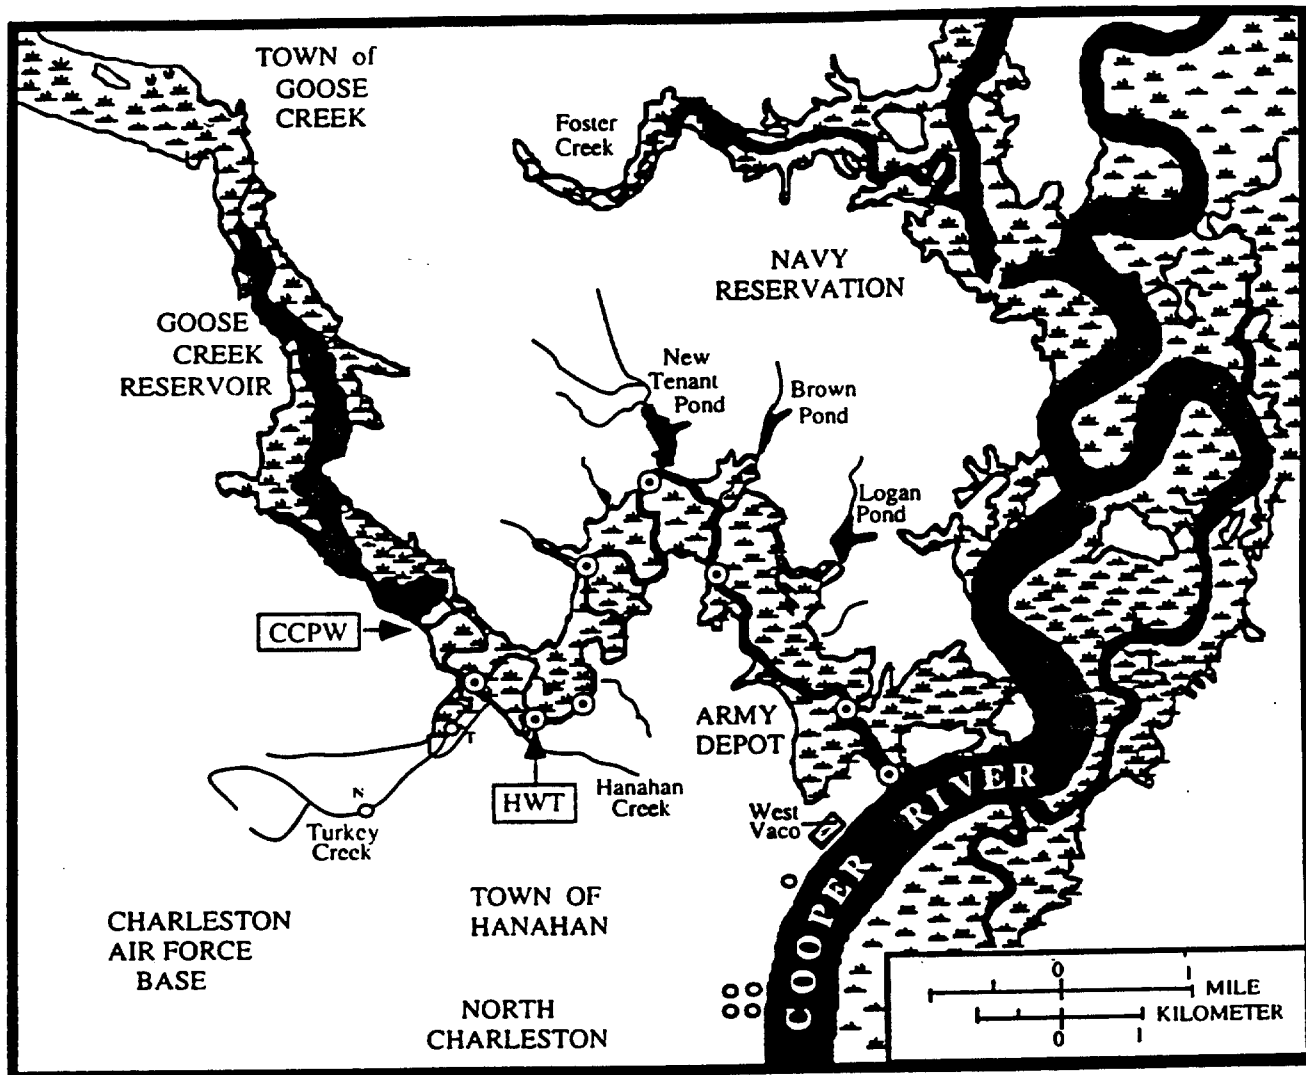 TOWN of
GOOSE
CREEK
Foster
Creek
NAVY
RESERVATION
GOOSE
CREEK
RESERVOIR
New
Tenant
Pond
Brown
Pond
Logan
Pond
CCPW
T
ARMY
DEPOT
HWT
Hanahan
Creek
N
Turkey
Creek
West
Vaco
COOPER RIVER
TOWN OF
HANAHAN
CHARLESTON
AIR FORCE
BASE
NORTH
CHARLESTON
0 1
MILE
KILOMETER
0 1